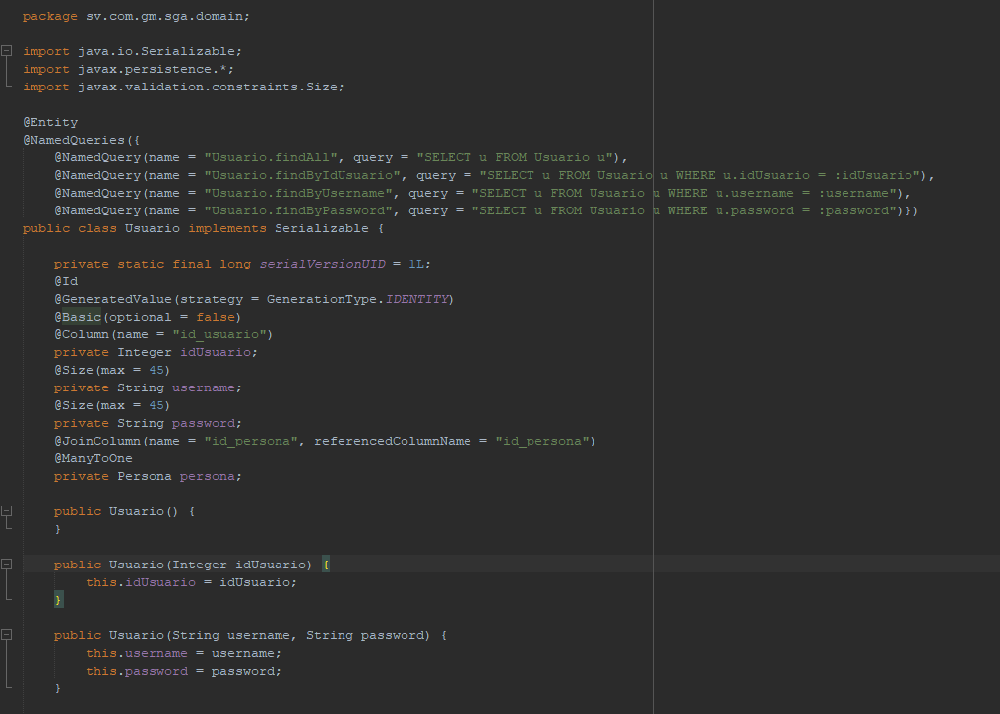 package sv.com.gm.sga.domain;
import java.io.Serializable;
import javax.persistence.*;
import javax.validation.constraints.Size;
@Entity
@NamedQueries({
@NamedQuery(name = "Usuario.findAll", query = "SELECT u FROM Usuario u"),
@NamedQuery(name = "Usuario.findByIdUsuario", query = "SELECT u FROM Usuario u WHERE u.idUsuario = :idUsuario"),
@NamedQuery(name = "Usuario.findByUsername", query = "SELECT u FROM Usuario u WHERE u.username = :username"),
@NamedQuery(name = "Usuario.findByPassword", query = "SELECT u FROM Usuario u WHERE u.password = :password")})
public class Usuario implements Serializable {
private static final long serialVersionUID = 1L;
@Id
@GeneratedValue(strategy = GenerationType.IDENTITY)
@Basic(optional = false)
@Column(name = "id_usuario")
private Integer idUsuario;
@Size(max = 45)
private String username;
@Size(max = 45)
private String password;
@JoinColumn(name = "id_persona", referencedColumnName = "id_persona")
@ManyToOne
private Persona persona;
public Usuario() {
}
public Usuario(Integer idUsuario) {
this.idUsuario = idUsuario;
}
public Usuario(String username, String password) {
this.username = username;
this.password = password;
}